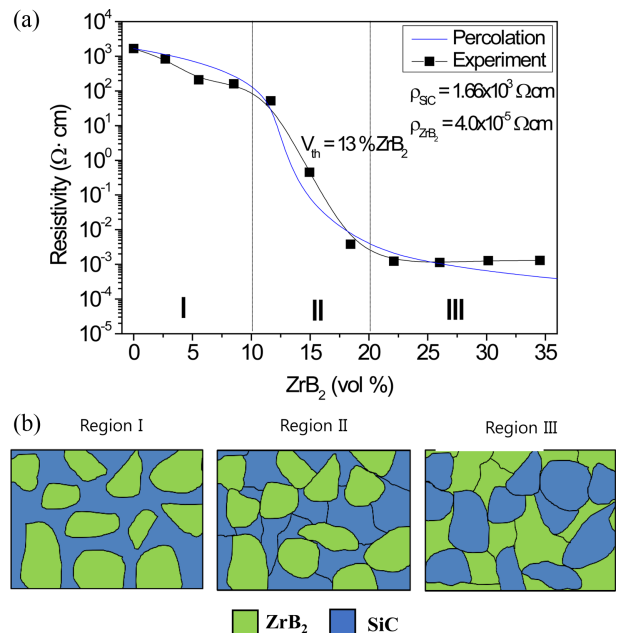 (a)
Percolation
Experiment
ρSiC = 1.66x10³ Ωcm
ρZrB₂ = 4.0x10⁻⁵ Ωcm
Vth = 13 %ZrB₂
Resistivity (Ω· cm)
10⁴
10³
10²
10¹
10⁰
10⁻¹
10⁻²
10⁻³
10⁻⁴
10⁻⁵
I II III
0 5 10 15 20 25 30 35
ZrB₂ (vol %)
(b)
Region I Region II Region III
ZrB₂ SiC